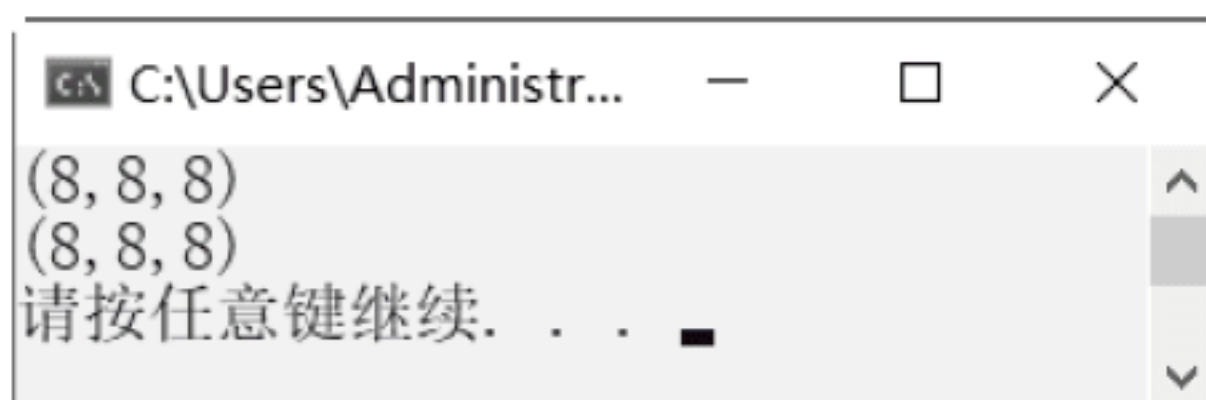 C:\Users\Administr...
(8, 8, 8)
(8, 8, 8)
请按任意键继续. . .